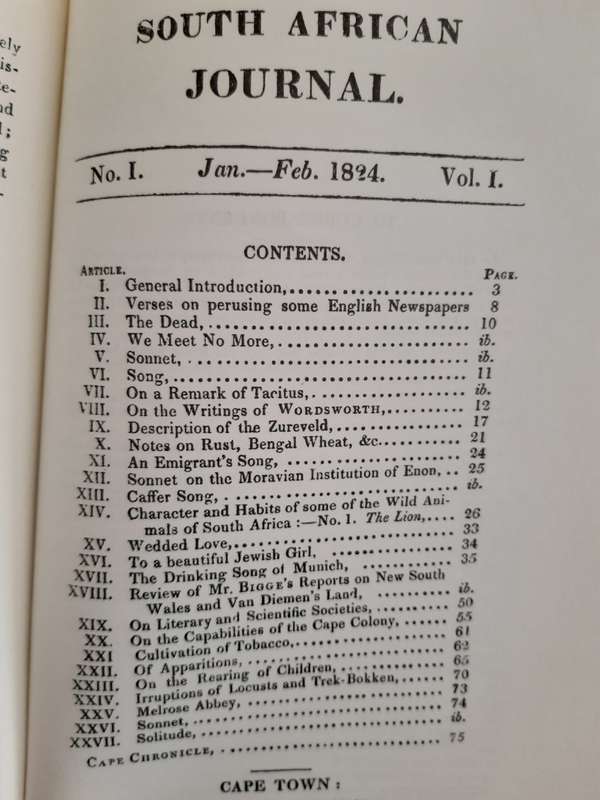 SOUTH AFRICAN
JOURNAL.
No. I. Jan.—Feb. 1824. Vol. I.
CONTENTS.
ARTICLE. PAGE.
I. General Introduction,...................... 3
II. Verses on perusing some English Newspapers 8
III. The Dead,.............................. 10
IV. We Meet No More,...................... ib.
V. Sonnet,.............................. ib.
VI. Song,.............................. 11
VII. On a Remark of Tacitus,.................. ib.
VIII. On the Writings of WORDSWORTH,.......... 12
IX. Description of the Zureveld,................ 17
X. Notes on Rust, Bengal Wheat, &c........... 21
XI. An Emigrant's Song, .................... 24
XII. Sonnet on the Moravian Institution of Enon, .. 25
XIII. Caffer Song, .......................... ib.
XIV. Character and Habits of some of the Wild Ani-
mals of South Africa:—No. 1. The Lion,.... 26
XV. Wedded Love,.......................... 33
XVI. To a beautiful Jewish Girl, .............. 34
XVII. The Drinking Song of Munich, ............ 35
XVIII. Review of Mr. BIGGE's Reports on New South
Wales and Van Diemen's Land, .......... ib.
XIX. On Literary and Scientific Societies,.......... 50
XX. On the Capabilities of the Cape Colony, ...... 55
XXI Cultivation of Tobacco,.................. 61
XXII. Of Apparitions, ........................ 62
XXIII. On the Rearing of Children, .............. 65
XXIV. Irruptions of Locusts and Trek-Bokken,...... 70
XXV. Melrose Abbey, ........................ 73
XXVI. Sonnet,.............................. 74
XXVII. Solitude,.............................. ib.
CAPE CHRONICLE, .......................... 75
CAPE TOWN: